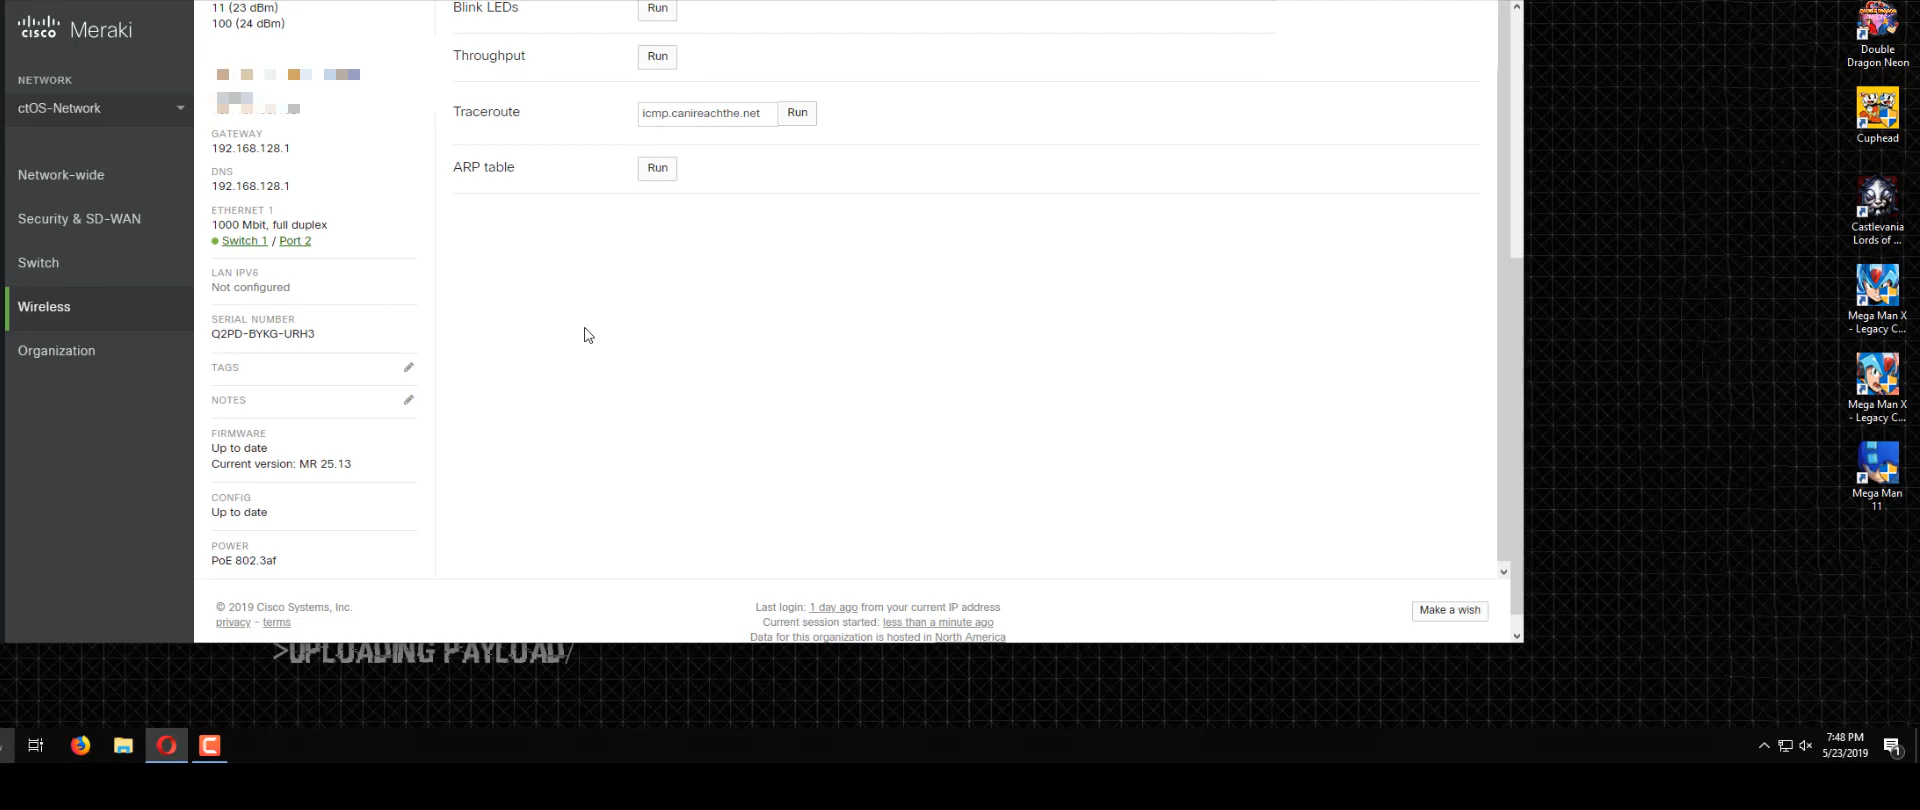 cisco Meraki
NETWORK
ctOS-Network
Network-wide
Security & SD-WAN
Switch
Wireless
Organization
11 (23 dBm)
100 (24 dBm)
GATEWAY
192.168.128.1
DNS
192.168.128.1
ETHERNET 1
1000 Mbit, full duplex
Switch 1 / Port 2
LAN IPV6
Not configured
SERIAL NUMBER
Q2PD-BYKG-URH3
TAGS
NOTES
FIRMWARE
Up to date
Current version: MR 25.13
CONFIG
Up to date
POWER
PoE 802.3af
Blink LEDs Run
Throughput Run
Traceroute icmp.canireachthe.net Run
ARP table Run
© 2019 Cisco Systems, Inc.
privacy - terms
Last login: 1 day ago from your current IP address
Current session started: less than a minute ago
Data for this organization is hosted in North America
Make a wish
>UPLOADING PAYLOAD/
Double
Dragon Neon
Cuphead
Castlevania
Lords of ...
Mega Man X
- Legacy C...
Mega Man X
- Legacy C...
Mega Man
11
7:48 PM
5/23/2019
1